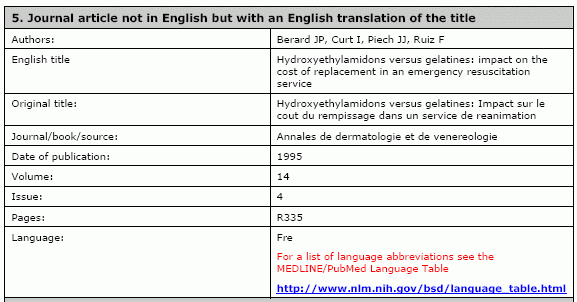 5. Journal article not in English but with an English translation of the title
Authors: Berard JP, Curt I, Piech JJ, Ruiz F
English title Hydroxyethylamidons versus gelatines: impact on the
cost of replacement in an emergency resuscitation
service
Original title: Hydroxyethylamidons versus gelatines: Impact sur le
cout du rempissage dans un service de reanimation
Journal/book/source: Annales de dermatologie et de venereologie
Date of publication: 1995
Volume: 14
Issue: 4
Pages: R335
Language: Fre
For a list of language abbreviations see the
MEDLINE/PubMed Language Table
http://www.nlm.nih.gov/bsd/language_table.html